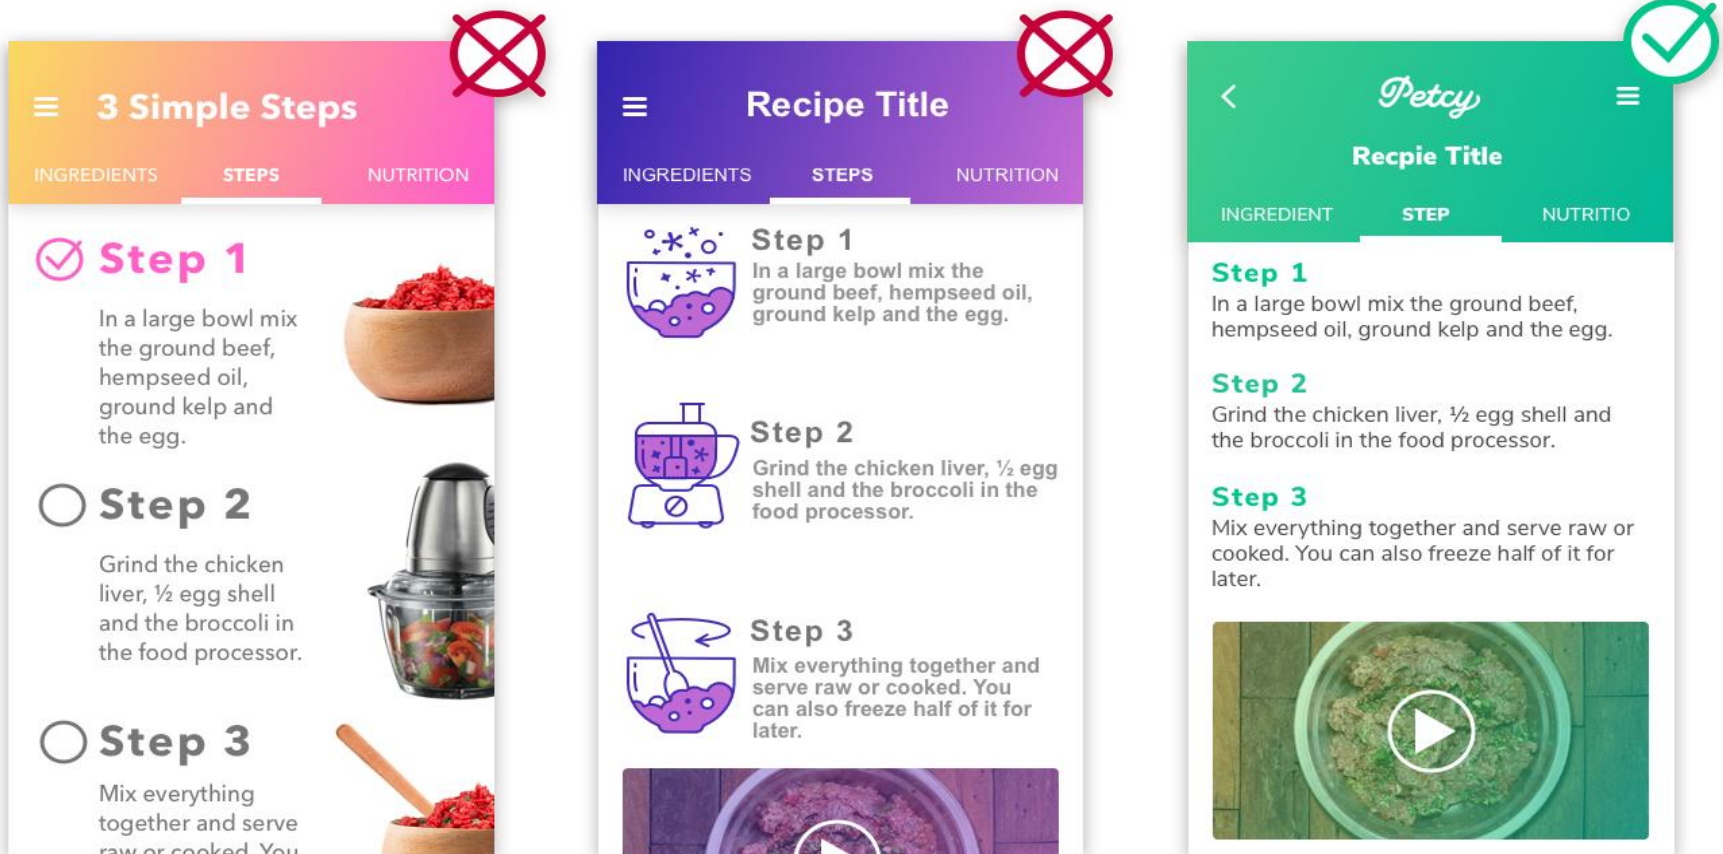 3 Simple Steps
INGREDIENTS STEPS NUTRITION
Step 1
In a large bowl mix
the ground beef,
hempseed oil,
ground kelp and
the egg.
Step 2
Grind the chicken
liver, ½ egg shell
and the broccoli in
the food processor.
Step 3
Mix everything
together and serve
raw or cooked. You
Recipe Title
INGREDIENTS STEPS NUTRITION
Step 1
In a large bowl mix the
ground beef, hempseed oil,
ground kelp and the egg.
Step 2
Grind the chicken liver, ½ egg
shell and the broccoli in the
food processor.
Step 3
Mix everything together and
serve raw or cooked. You
can also freeze half of it for
later.
Petcy
Recpie Title
INGREDIENT STEP NUTRITIO
Step 1
In a large bowl mix the ground beef,
hempseed oil, ground kelp and the egg.
Step 2
Grind the chicken liver, ½ egg shell and
the broccoli in the food processor.
Step 3
Mix everything together and serve raw or
cooked. You can also freeze half of it for
later.